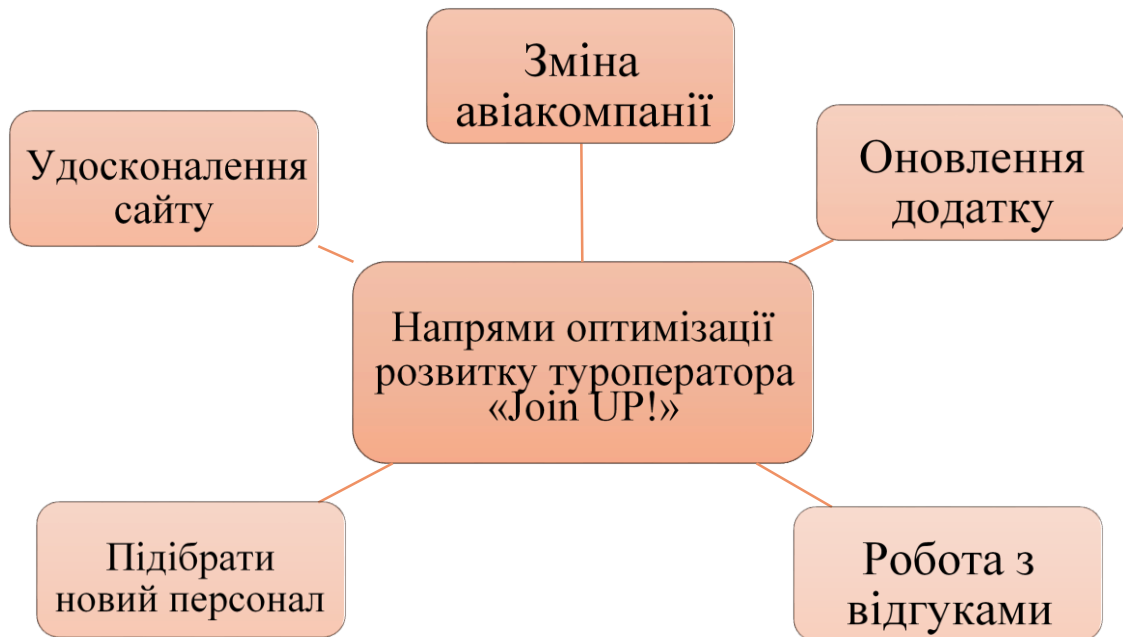 Зміна
авіакомпанії
Удосконалення
сайту
Оновлення
додатку
Напрями оптимізації
розвитку туроператора
«Join UP!»
Підібрати
новий персонал
Робота з
відгуками